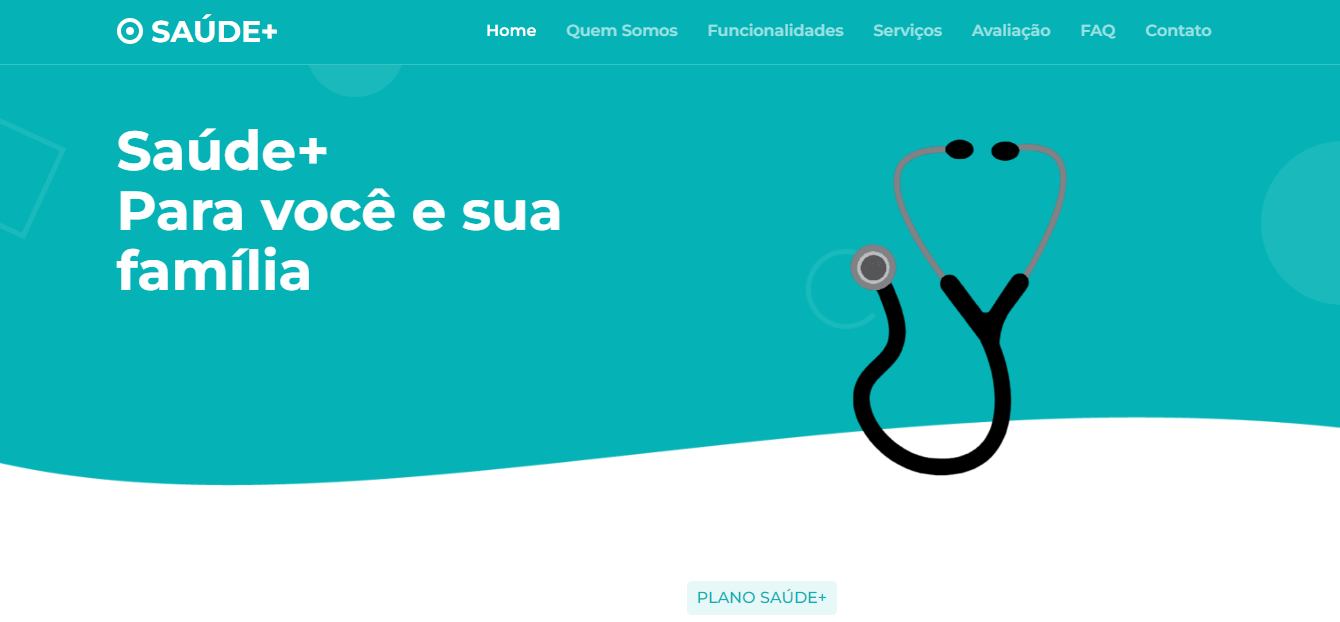 SAÚDE+
Home Quem Somos Funcionalidades Serviços Avaliação FAQ Contato
Saúde+
Para você e sua
família
PLANO SAÚDE+